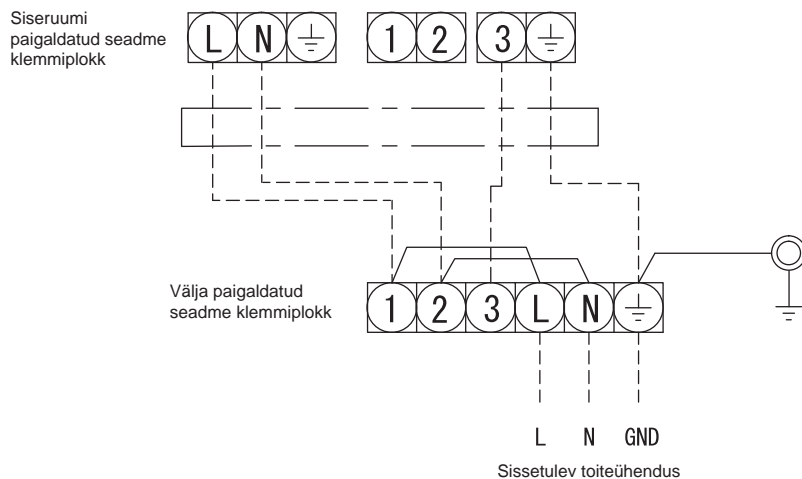 Siseruumi
paigaldatud seadme
klemmiplokk
L N 1 2 3
Välja paigaldatud
seadme klemmiplokk
1 2 3 L N
L N GND
Sissetulev toiteühendus